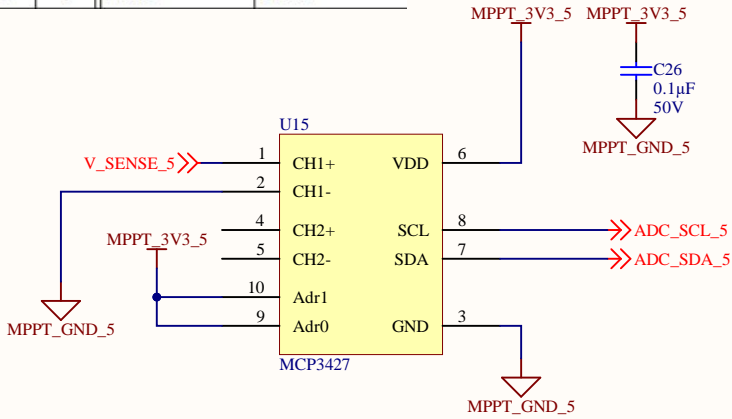 MPPT_3V3_5 MPPT_3V3_5
C26
0.1µF
50V
MPPT_GND_5
U15
V_SENSE_5 1 CH1+ VDD 6
2 CH1-
4 CH2+ SCL 8 ADC_SCL_5
MPPT_3V3_5 5 CH2- SDA 7 ADC_SDA_5
10 Adr1
9 Adr0 GND 3
MPPT_GND_5
MCP3427
MPPT_GND_5